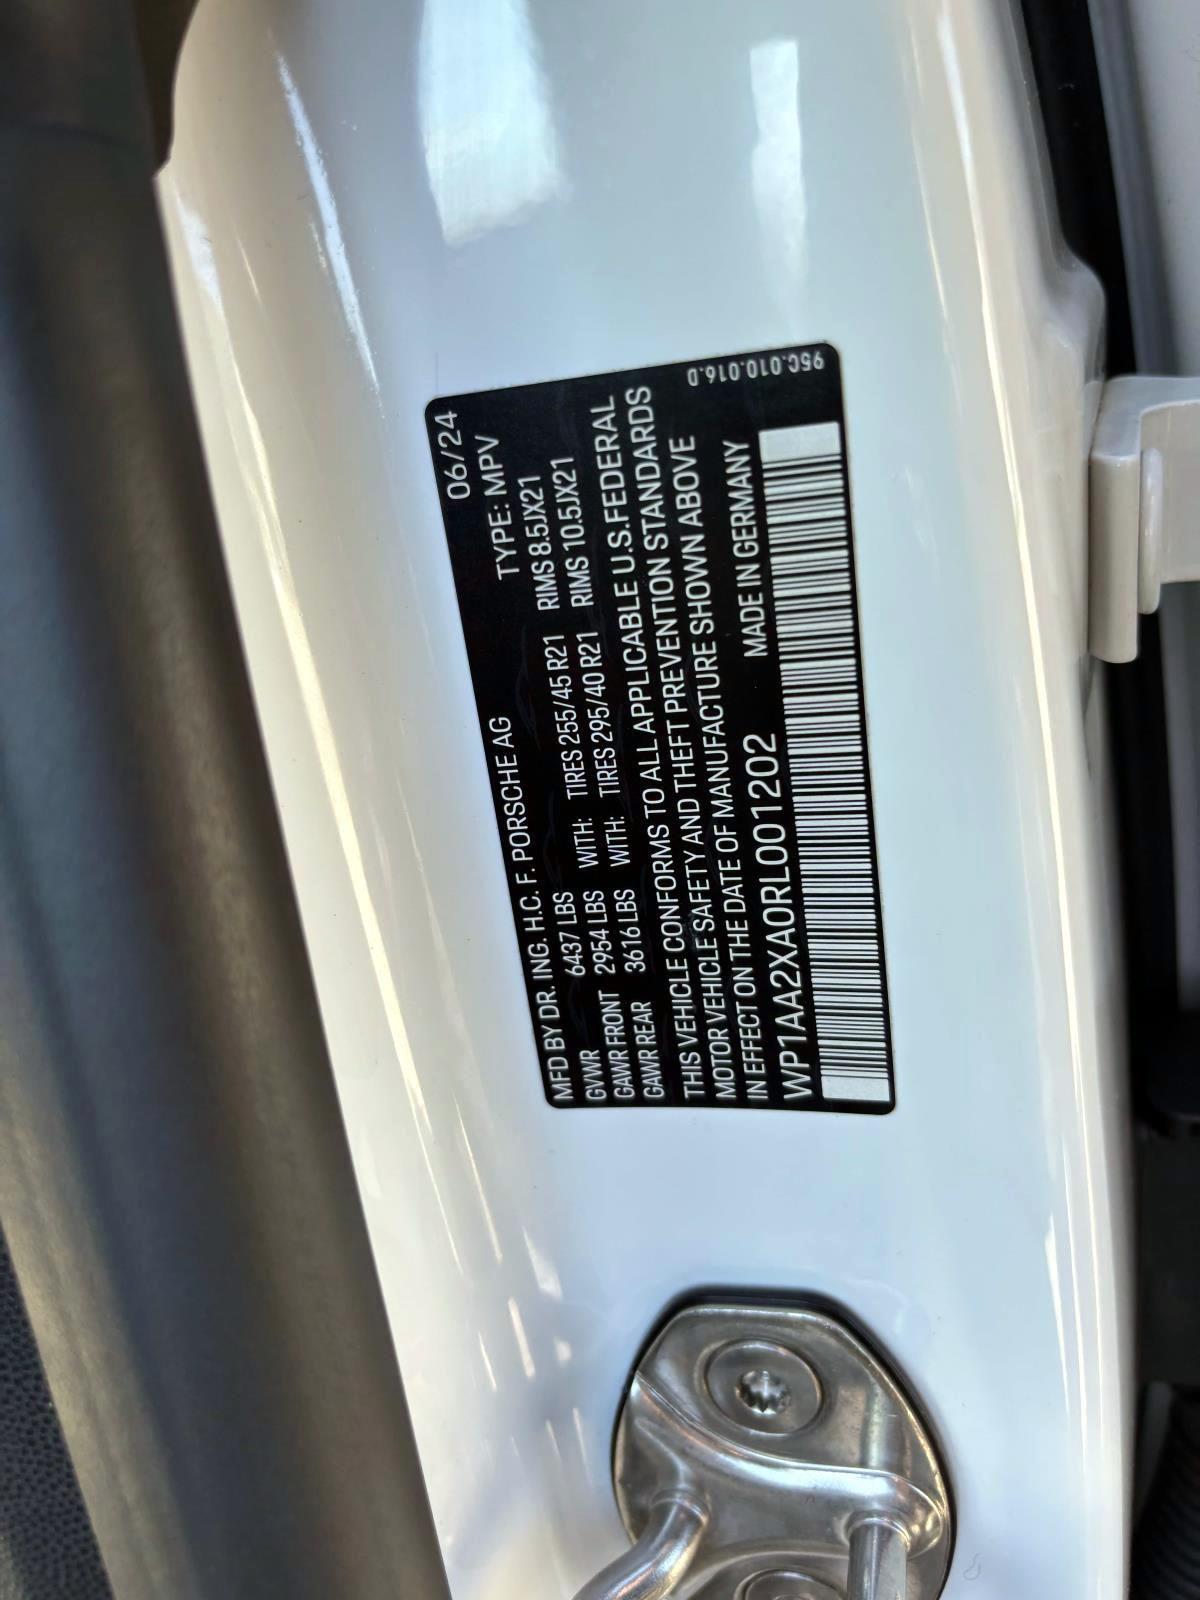 06/24
MFD BY DR. ING. H.C. F. PORSCHE AG TYPE: MPV
GVWR 6437 LBS WITH: TIRES 255/45 R21 RIMS 8.5JX21
GAWR FRONT 2954 LBS WITH: TIRES 295/40 R21 RIMS 10.5JX21
GAWR REAR 3616 LBS
THIS VEHICLE CONFORMS TO ALL APPLICABLE U.S.FEDERAL
MOTOR VEHICLE SAFETY AND THEFT PREVENTION STANDARDS
IN EFFECT ON THE DATE OF MANUFACTURE SHOWN ABOVE
WP1AA2XA0RL001202 MADE IN GERMANY
95C.010.016.D